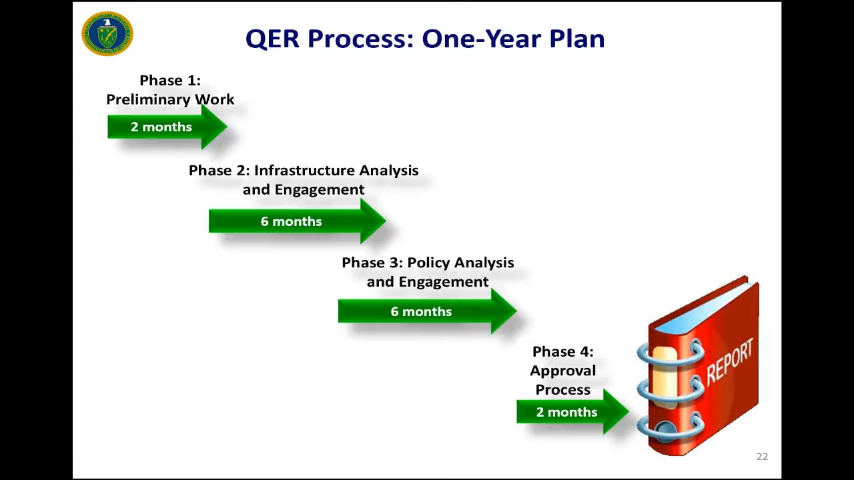 QER Process: One-Year Plan
Phase 1:
Preliminary Work
2 months
Phase 2: Infrastructure Analysis
and Engagement
6 months
Phase 3: Policy Analysis
and Engagement
6 months
Phase 4:
Approval
Process
2 months
REPORT
22